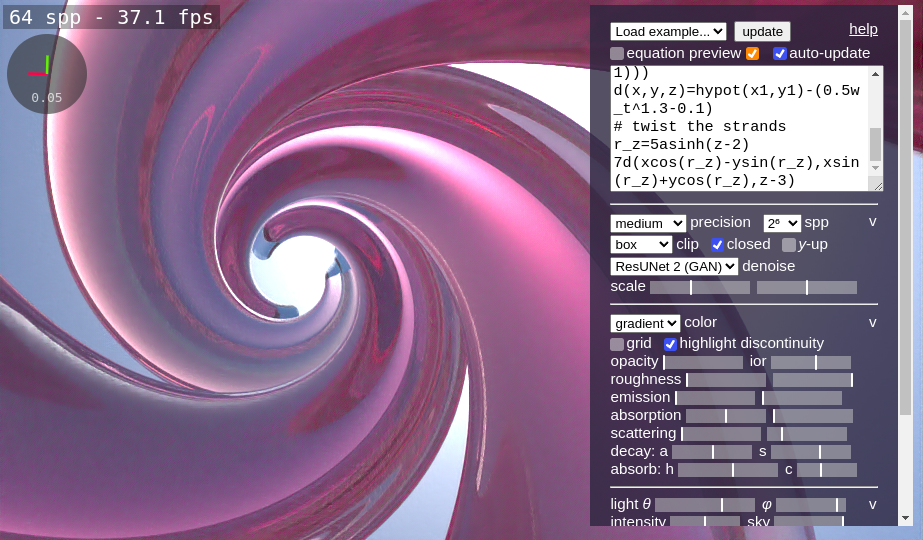 64 spp - 37.1 fps
0.05
Load example... update help
equation preview auto-update
1)))
d(x,y,z)=hypot(x1,y1)-(0.5w
_t^1.3-0.1)
# twist the strands
r_z=5asinh(z-2)
7d(xcos(r_z)-ysin(r_z),xsin
(r_z)+ycos(r_z),z-3)
medium precision 2⁶ spp v
box clip closed y-up
ResUNet 2 (GAN) denoise
scale
gradient color v
grid highlight discontinuity
opacity ior
roughness
emission
absorption
scattering
decay: a s
absorb: h c
light θ φ v
intensity sky